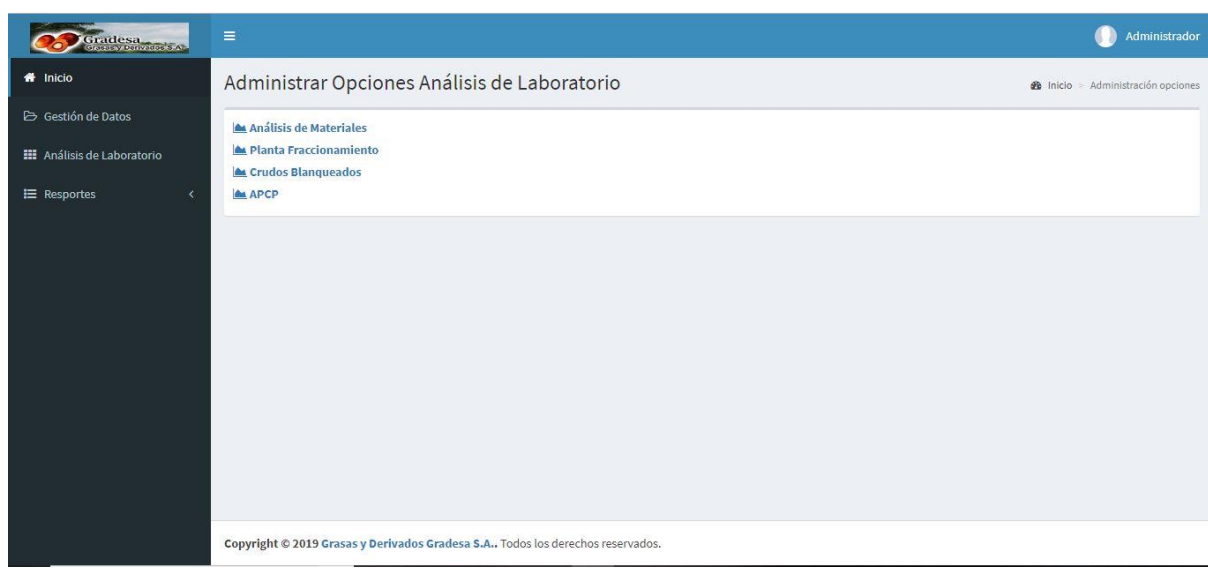 Gradesa
Grasas y Derivados S.A.
Administrador
Inicio
Gestión de Datos
Análisis de Laboratorio
Resportes
Administrar Opciones Análisis de Laboratorio
Inicio > Administración opciones
Análisis de Materiales
Planta Fraccionamiento
Crudos Blanqueados
APCP
Copyright © 2019 Grasas y Derivados Gradesa S.A.. Todos los derechos reservados.